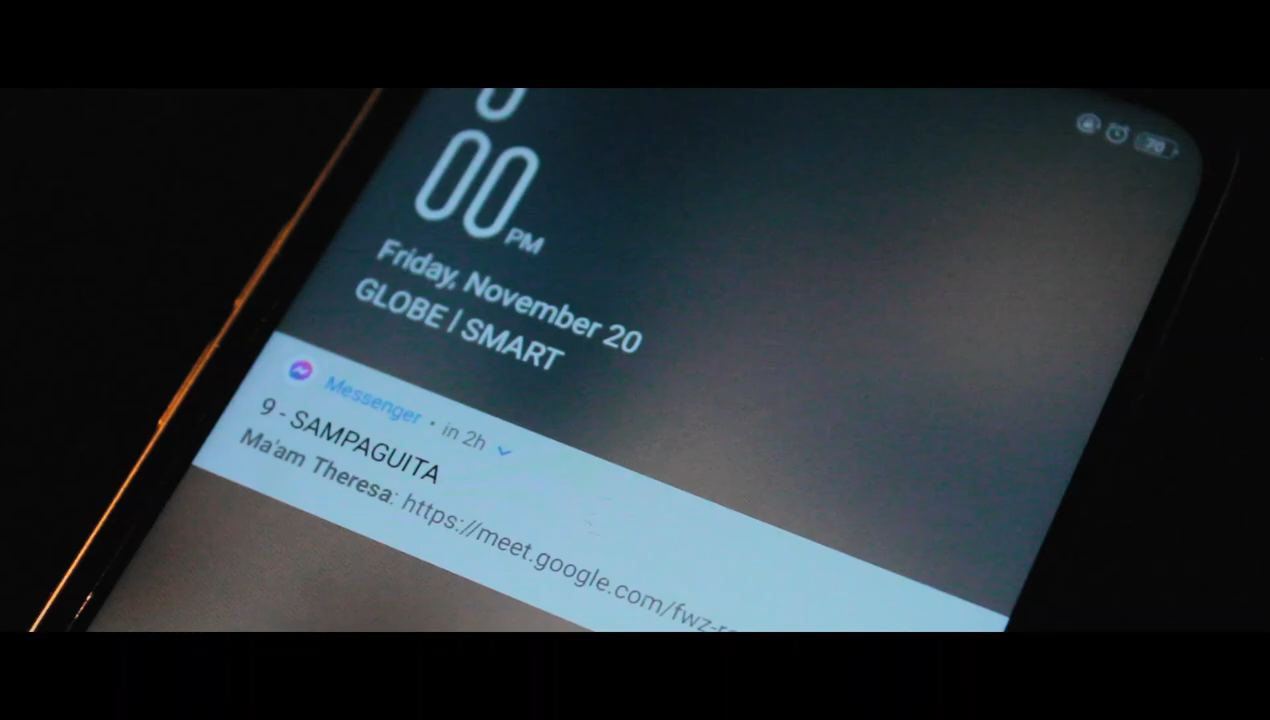 00 PM
Friday, November 20
GLOBE | SMART
70
Messenger • in 2h
9 - SAMPAGUITA
Ma'am Theresa: https://meet.google.com/fwz-r